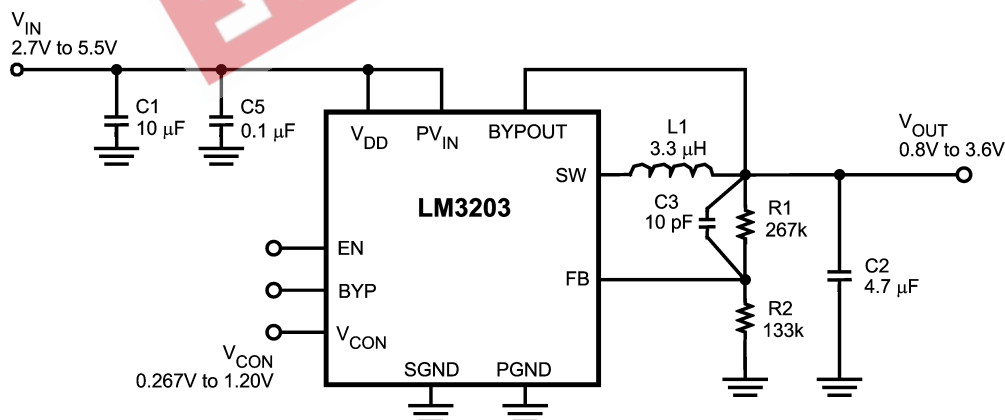 VIN
2.7V to 5.5V
C1
10 µF
C5
0.1 µF
VDD
PVIN
BYPOUT
L1
3.3 µH
VOUT
0.8V to 3.6V
SW
LM3203
C3
10 pF
R1
267k
EN
FB
C2
4.7 µF
BYP
R2
133k
VCON
VCON
0.267V to 1.20V
SGND
PGND